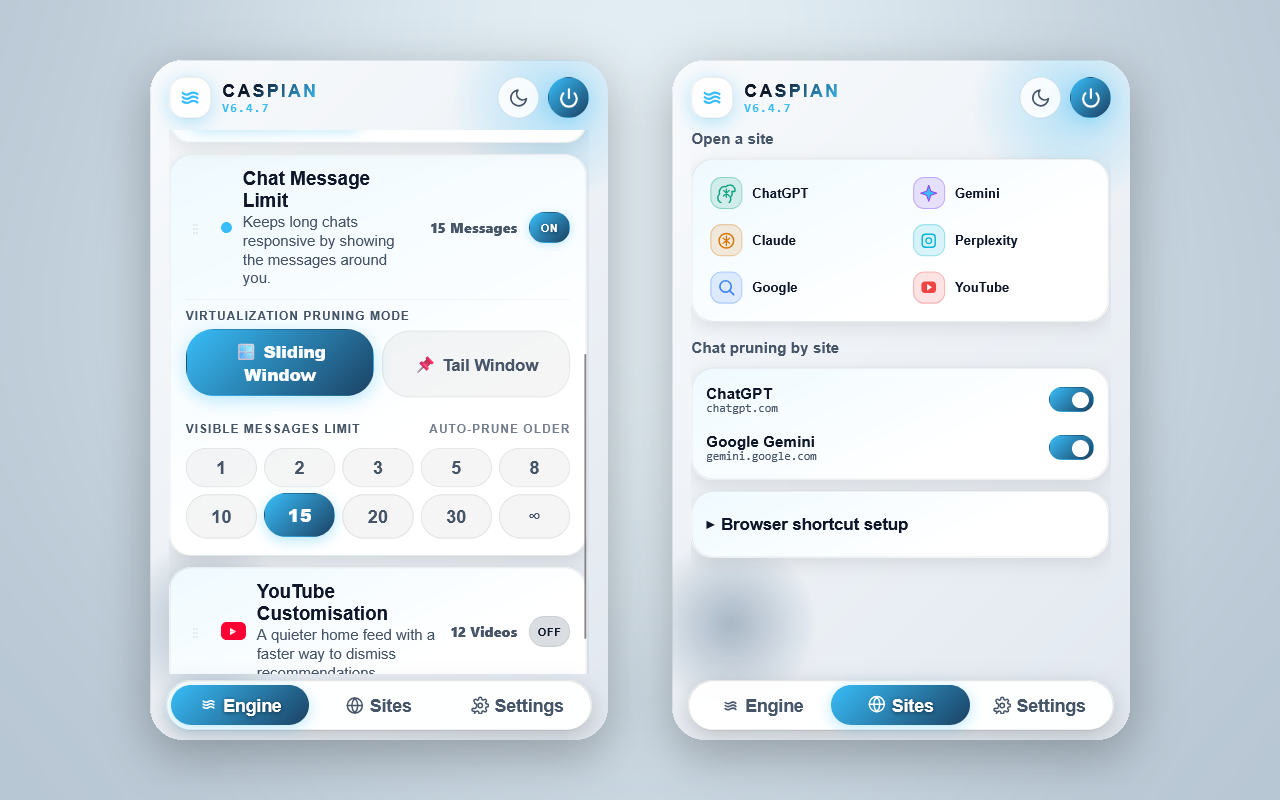 CASPIAN
V6.4.7
Chat Message
Limit
Keeps long chats
responsive by showing
the messages around
you.
15 Messages
ON
VIRTUALIZATION PRUNING MODE
Sliding
Window
Tail Window
VISIBLE MESSAGES LIMIT
AUTO-PRUNE OLDER
1 2 3 5 8
10 15 20 30 ∞
YouTube
Customisation
A quieter home feed with a
faster way to dismiss
recommendations
12 Videos
OFF
Engine Sites Settings
CASPIAN
V6.4.7
Open a site
ChatGPT Gemini
Claude Perplexity
Google YouTube
Chat pruning by site
ChatGPT
chatgpt.com
Google Gemini
gemini.google.com
▸ Browser shortcut setup
Engine Sites Settings